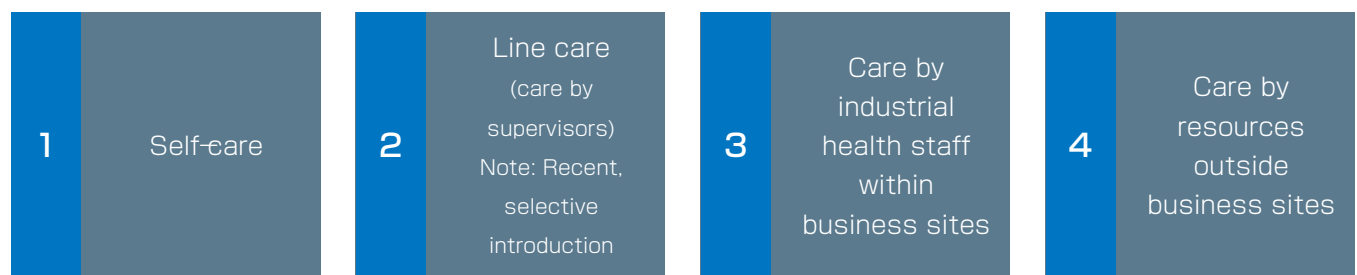 1
Self-care
2
Line care
(care by
supervisors)
Note: Recent,
selective
introduction
3
Care by
industrial
health staff
within
business sites
4
Care by
resources
outside
business sites